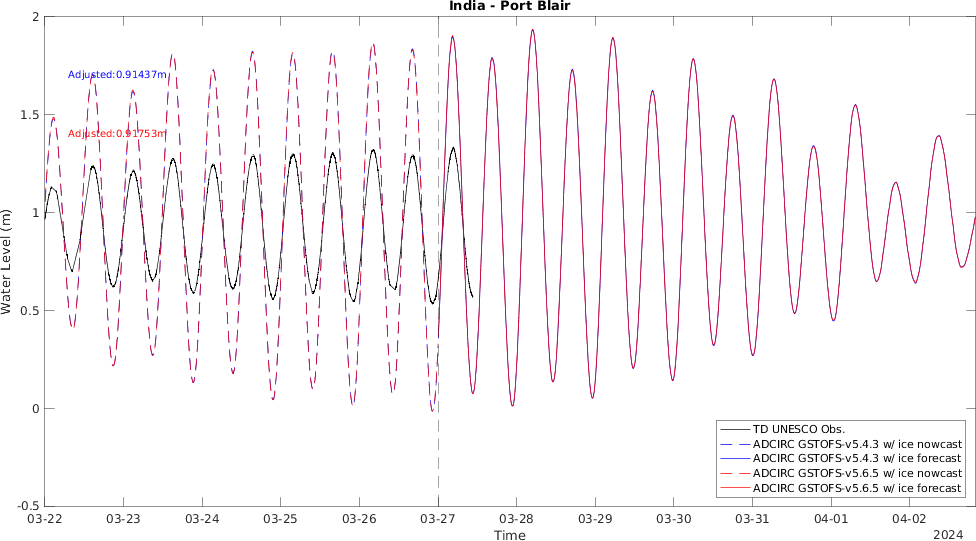 India - Port Blair
2
1.5
1
0.5
0
-0.5
Water Level (m)
Adjusted:0.91437m
Adjusted:0.91753m
03-22 03-23 03-24 03-25 03-26 03-27 03-28 03-29 03-30 03-31 04-01 04-02
Time
2024
TD UNESCO Obs.
ADCIRC GSTOFS-v5.4.3 w/ ice nowcast
ADCIRC GSTOFS-v5.4.3 w/ ice forecast
ADCIRC GSTOFS-v5.6.5 w/ ice nowcast
ADCIRC GSTOFS-v5.6.5 w/ ice forecast